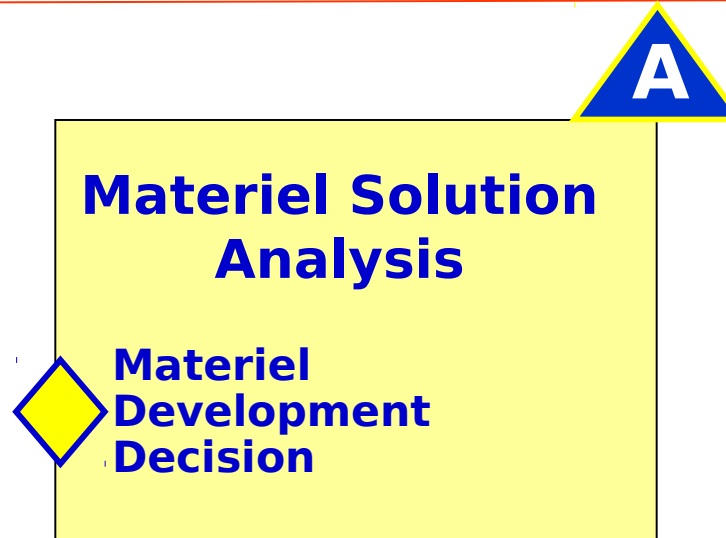 A
Materiel Solution
Analysis
Materiel
Development
Decision